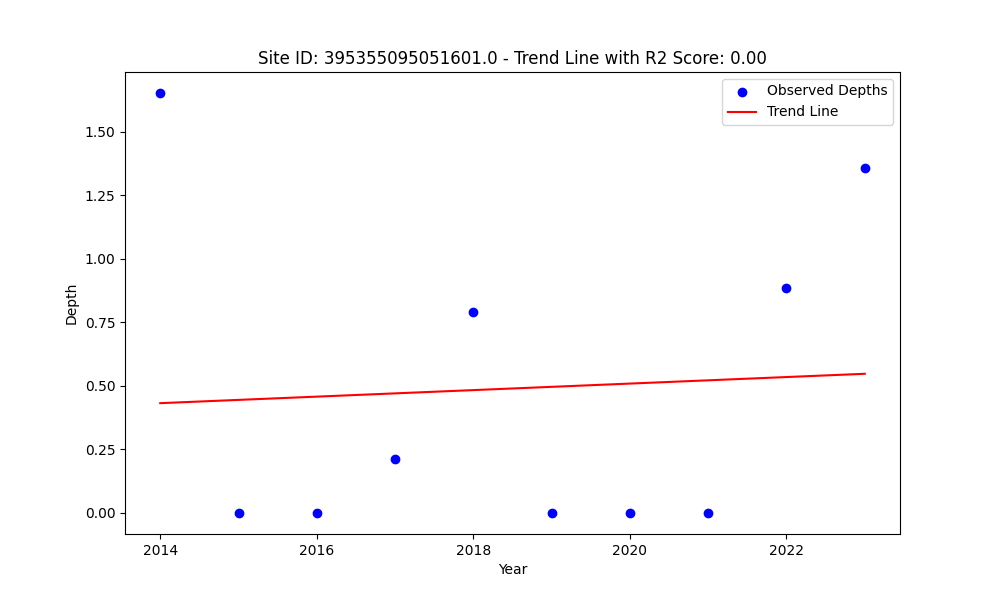 Site ID: 395355095051601.0 - Trend Line with R2 Score: 0.00
Observed Depths
Trend Line
Depth
1.50
1.25
1.00
0.75
0.50
0.25
0.00
2014
2016
2018
2020
2022
Year